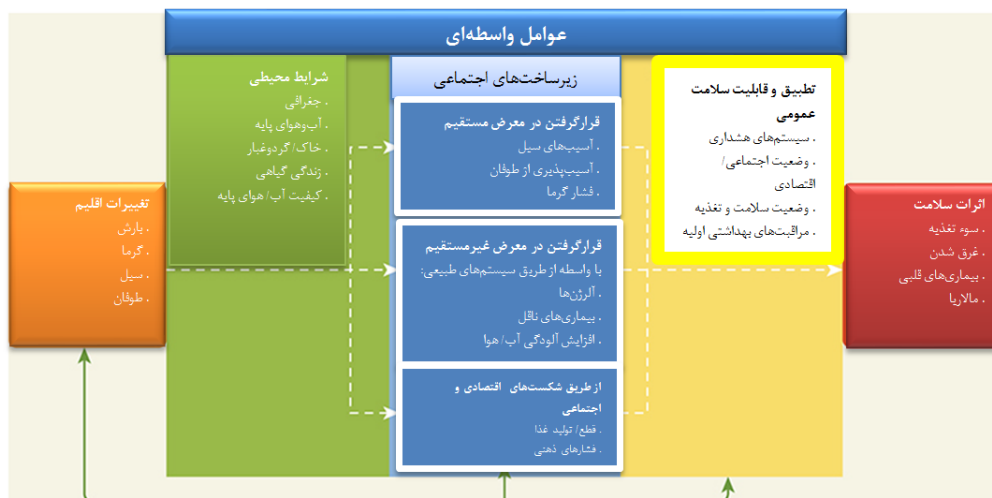 عوامل واسطه‌ای
تغییرات اقلیم
. بارش
. گرما
. سیل
. طوفان
شرایط محیطی
. جغرافی
. آب‌وهوای پایه
. خاک/ گردوغبار
. زندگی گیاهی
. کیفیت آب/ هوای پایه
زیرساخت‌های اجتماعی
قرارگرفتن در معرض مستقیم
. آسیب‌های سیل
. آسیب‌پذیری از طوفان
. فشار گرما
قرارگرفتن در معرض غیرمستقیم
با واسطه از طریق سیستم‌های طبیعی:
. آلرژن‌ها
. بیماری‌های ناقل
. افزایش آلودگی آب/ هوا
از طریق شکست‌های اقتصادی و
اجتماعی
. قطع/ تولید غذا
. فشارهای ذهنی
تطبیق و قابلیت سلامت
عمومی
. سیستم‌های هشداری
. وضعیت اجتماعی/
اقتصادی
. وضعیت سلامت و تغذیه
. مراقبت‌های بهداشتی اولیه
اثرات سلامت
. سوء تغذیه
. غرق شدن
. بیماری‌های قلبی
. مالاریا